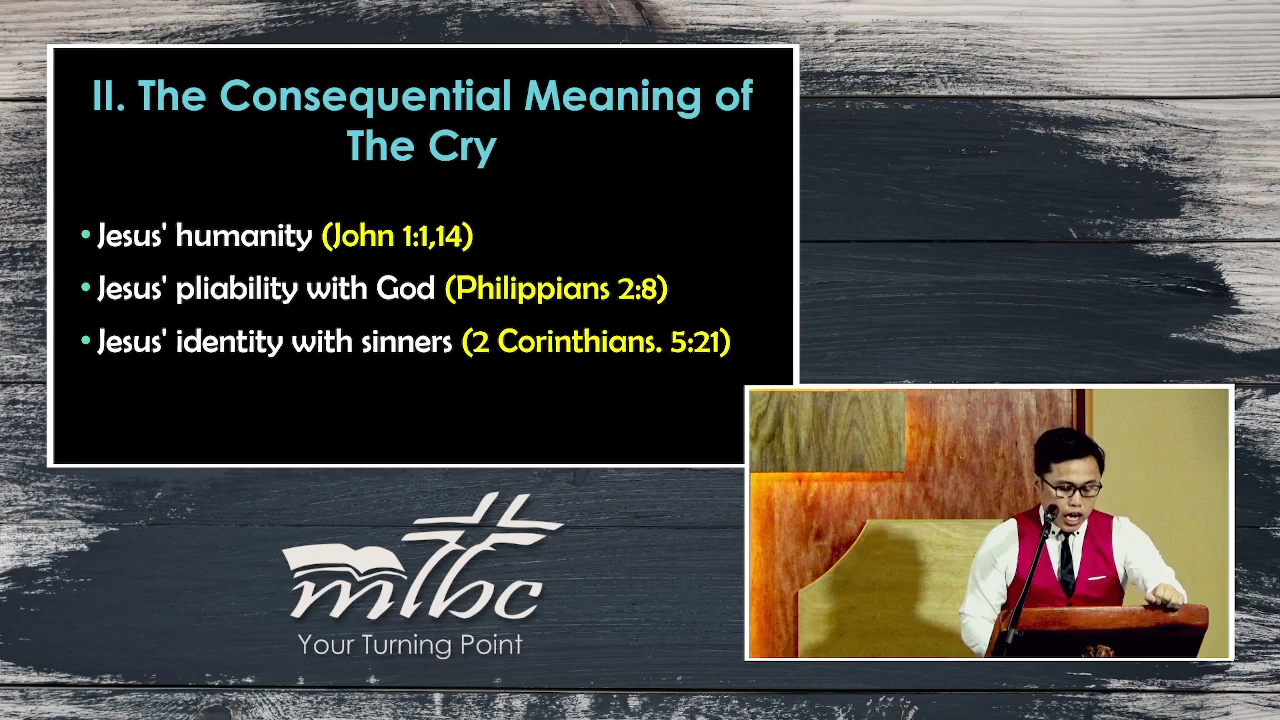 II. The Consequential Meaning of
The Cry
• Jesus' humanity (John 1:1,14)
• Jesus' pliability with God (Philippians 2:8)
• Jesus' identity with sinners (2 Corinthians. 5:21)
mtbc
Your Turning Point